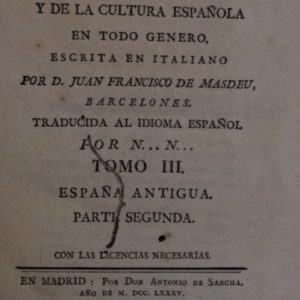 Y DE LA CULTURA ESPAÑOLA
EN TODO GENERO,
ESCRITA EN ITALIANO
POR D. JUAN FRANCISCO DE MASDEU,
BARCELONES.
TRADUCIDA AL IDIOMA ESPAÑOL
POR N... N...
TOMO III.
ESPAÑA ANTIGUA.
PARTE SEGUNDA.
CON LAS LICENCIAS NECESARIAS.
EN MADRID: POR DON ANTONIO DE SANCHA,
AÑO DE M. DCC. LXXXV.